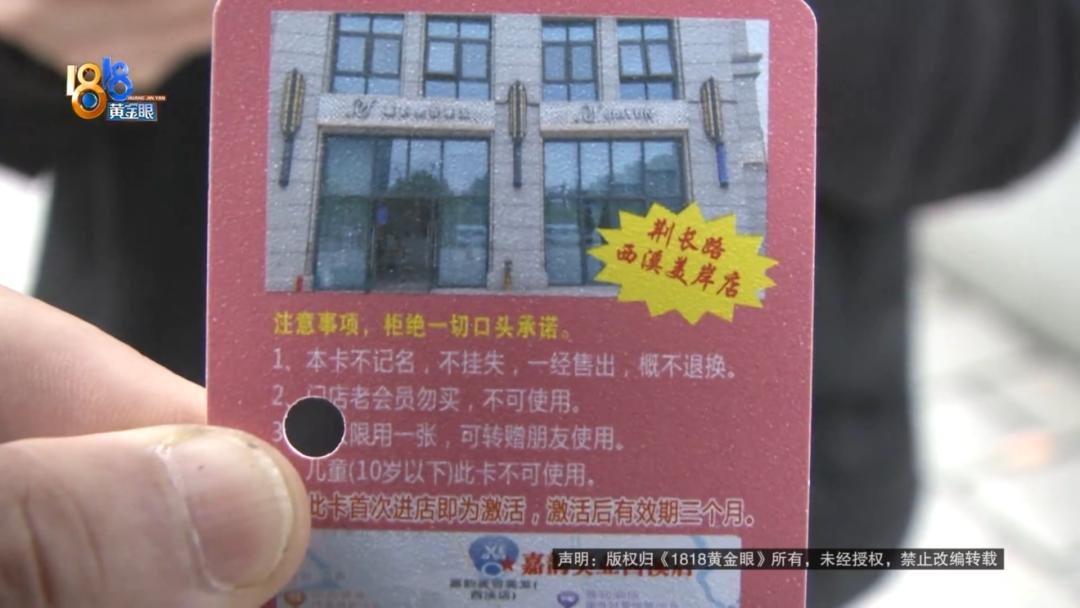 1818
HUANG JIN YAN
黄金眼
荆长路
西溪美岸店
注意事项，柜绝一切口头承诺。
1、本卡不记名，不挂失，一经售出，概不退换。
2、门店老会员勿买，不可使用。
3 限用一张，可转赠朋友使用。
儿童(10岁以下)此卡不可使用。
此卡首次进店即为激活，激活后有效期三个月。
声明：版权归《1818黄金眼》所有，未经授权，禁止改编转载